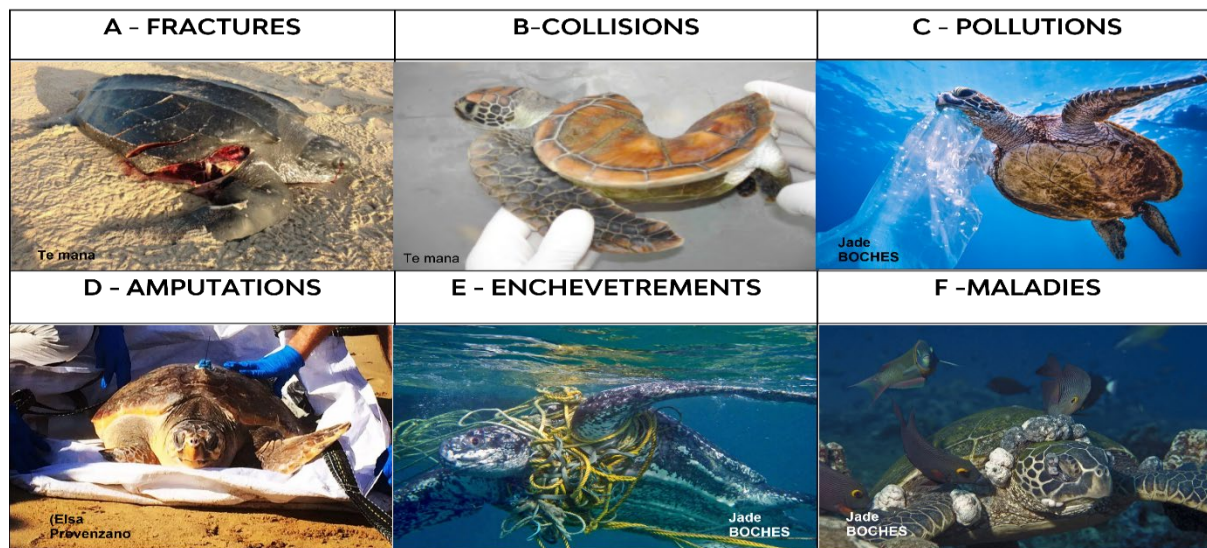 A - FRACTURES
B-COLLISIONS
C - POLLUTIONS
Te mana
Te mana
Jade
BOCHES
D - AMPUTATIONS
E - ENCHEVETREMENTS
F -MALADIES
(Elsa
Provenzano
Jade
BOCHES
Jade
BOCHES